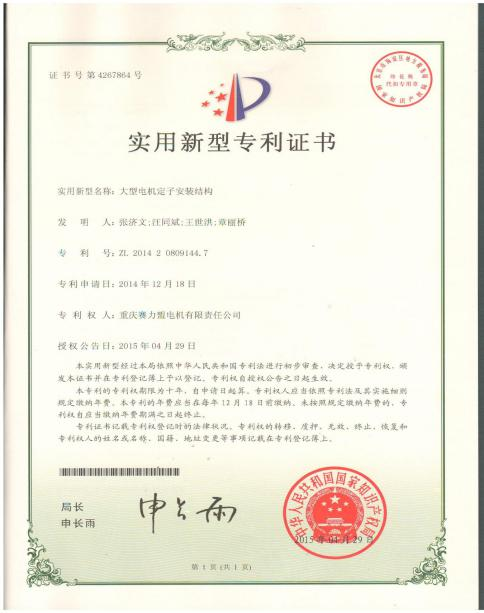 证书号第4267864号
实用新型专利证书
实用新型名称：大型电机定子安装结构
发 明 人：张济文;汪同斌;王世洪;章丽桥
专 利 号：ZL 2014 2 0809144.7
专利申请日：2014年12月18日
专 利 权 人：重庆赛力盟电机有限责任公司
授权公告日：2015年04月29日
本实用新型经过本局依照中华人民共和国专利法进行初步审查，决定授予专利权，颁
发本证书并在专利登记簿上予以登记。专利权自授权公告之日起生效。
本专利的专利权期限为十年，自申请日起算。专利权人应当依照专利法及其实施细则
规定缴纳年费。本专利的年费应当在每年12月18日前缴纳。未按照规定缴纳年费的，专
利权自应当缴纳年费期满之日起终止。
专利证书记载专利权登记时的法律状况。专利权的转移、质押、无效、终止、恢复和
专利权人的姓名或名称、国籍、地址变更等事项记载在专利登记簿上。
局长
申长雨
申长雨
中华人民共和国国家知识产权局
2015年04月29日
第1页(共1页)